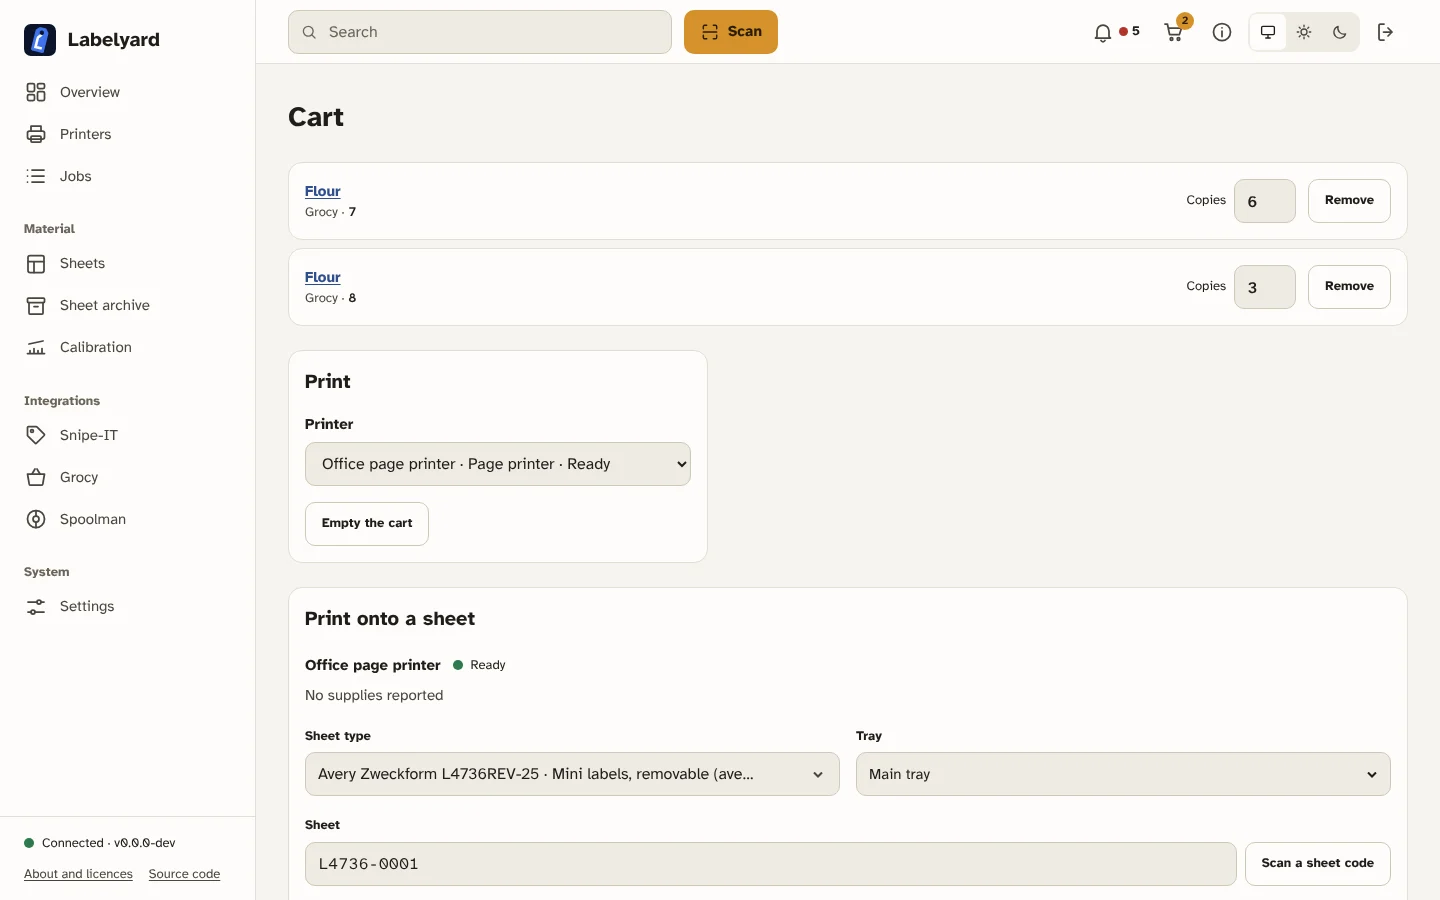 Labelyard
Search
Scan
5
2
Overview
Printers
Jobs
Material
Sheets
Sheet archive
Calibration
Integrations
Snipe-IT
Grocy
Spoolman
System
Settings
Connected · v0.0.0-dev
About and licences
Source code
Cart
Flour
Grocy · 7
Copies
6
Remove
Flour
Grocy · 8
Copies
3
Remove
Print
Printer
Office page printer · Page printer · Ready
Empty the cart
Print onto a sheet
Office page printer
Ready
No supplies reported
Sheet type
Tray
Avery Zweckform L4736REV-25 · Mini labels, removable (ave...
Main tray
Sheet
L4736-0001
Scan a sheet code